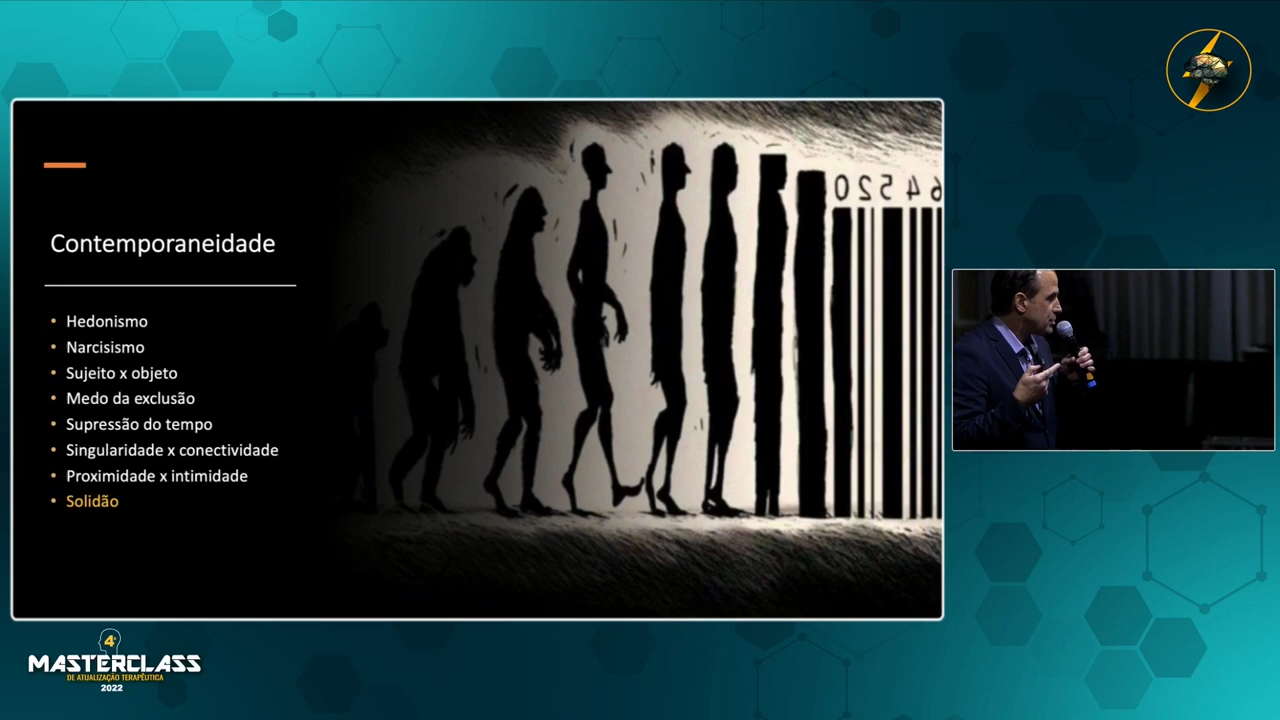 Contemporaneidade
• Hedonismo
• Narcisismo
• Sujeito x objeto
• Medo da exclusão
• Supressão do tempo
• Singularidade x conectividade
• Proximidade x intimidade
• Solidão
02546
4ª
MASTERCLASS
DE ATUALIZAÇÃO TERAPÊUTICA
2022